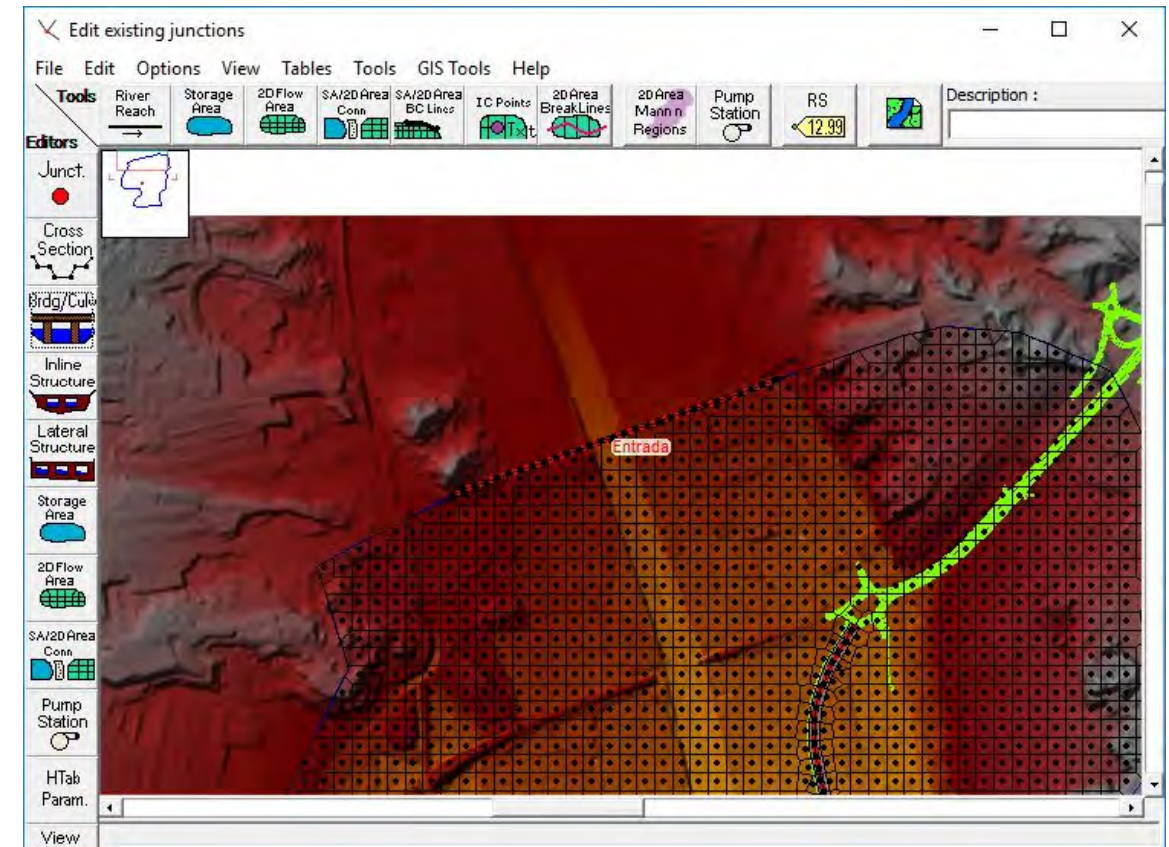 Edit existing junctions
File Edit Options View Tables Tools GIS Tools Help
Tools
Editors
River
Reach
Storage
Area
2D Flow
Area
SA/2D Area
Conn
SA/2D Area
BC Lines
IC Points
2D Area
BreakLines
2D Area
Mann n
Regions
Pump
Station
RS
12.99
Description :
Junct.
Cross
Section
Brdg/Culv
Inline
Structure
Lateral
Structure
Storage
Area
2D Flow
Area
SA/2D Area
Conn
Pump
Station
HTab
Param.
View
Entrada